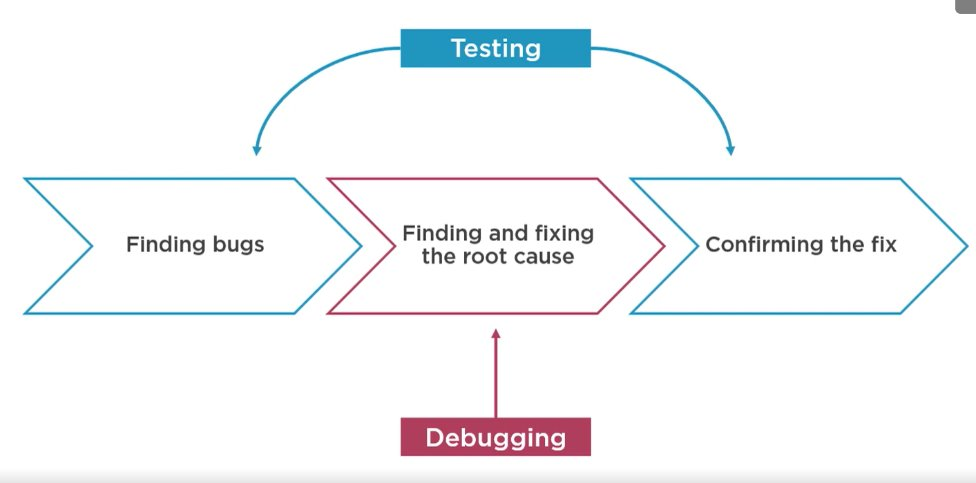 Testing
Finding bugs
Finding and fixing
the root cause
Confirming the fix
Debugging